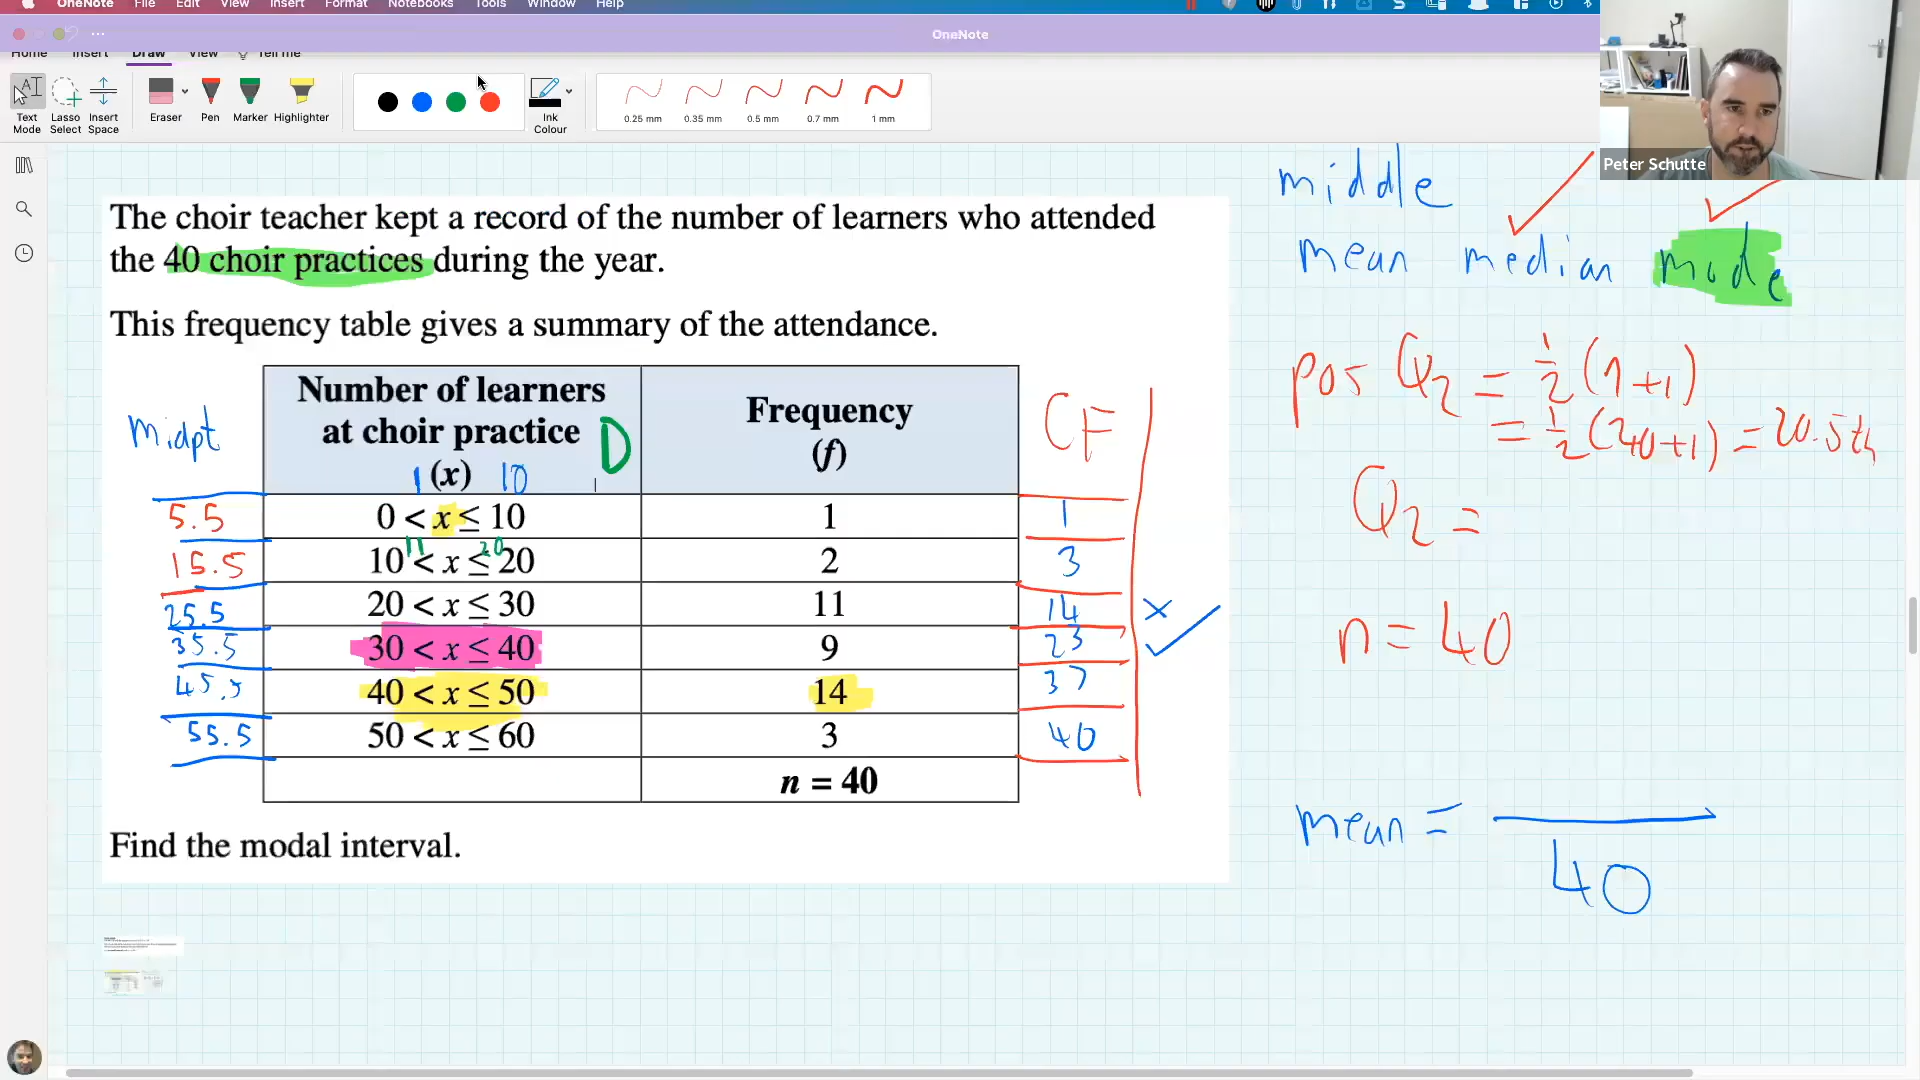 OneNote File Edit View Insert Format Notebooks Tools Window Help
OneNote
Home Insert Draw View Tell me
Text Mode
Lasso Select
Insert Space
Eraser
Pen
Marker
Highlighter
Ink Colour
0.25 mm 0.35 mm 0.5 mm 0.7 mm 1 mm
Peter Schutte
The choir teacher kept a record of the number of learners who attended
the 40 choir practices during the year.
This frequency table gives a summary of the attendance.
Midpt
Number of learners at choir practice (x)
1 10
D
Frequency (f)
CF
5.5 0 < x ≤ 10 1 1
11 20
15.5 10 < x ≤ 20 2 3
25.5 20 < x ≤ 30 11 14 x
35.5 30 < x ≤ 40 9 23 ✓
45.5 40 < x ≤ 50 14 37
55.5 50 < x ≤ 60 3 40
n = 40
Find the modal interval.
middle
mean median mode
pos Q2 = 1/2 (n+1)
= 1/2 (40+1) = 20.5th
Q2 =
n = 40
mean =
40